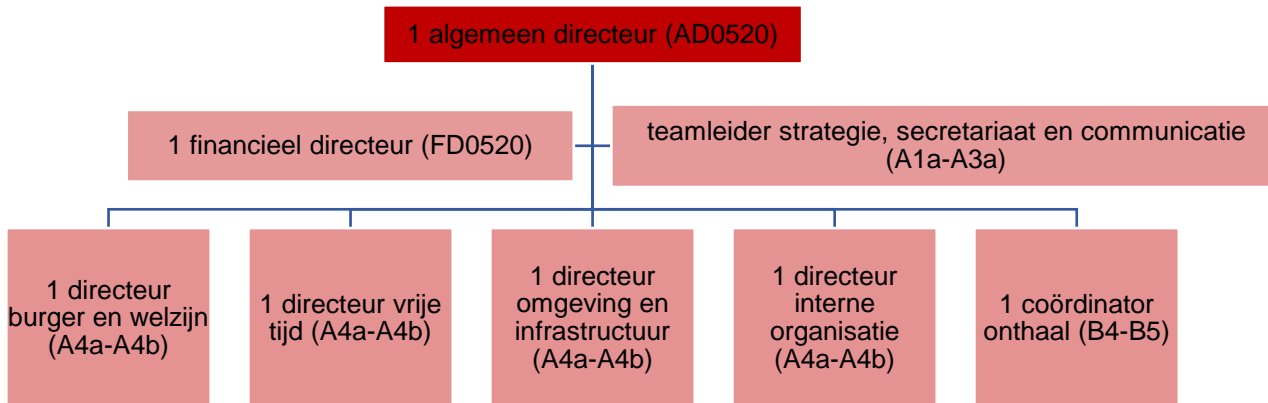 1 algemeen directeur (AD0520)
1 financieel directeur (FD0520)
teamleider strategie, secretariaat en communicatie
(A1a-A3a)
1 directeur
burger en welzijn
(A4a-A4b)
1 directeur vrije
tijd (A4a-A4b)
1 directeur
omgeving en
infrastructuur
(A4a-A4b)
1 directeur
interne
organisatie
(A4a-A4b)
1 coördinator
onthaal (B4-B5)